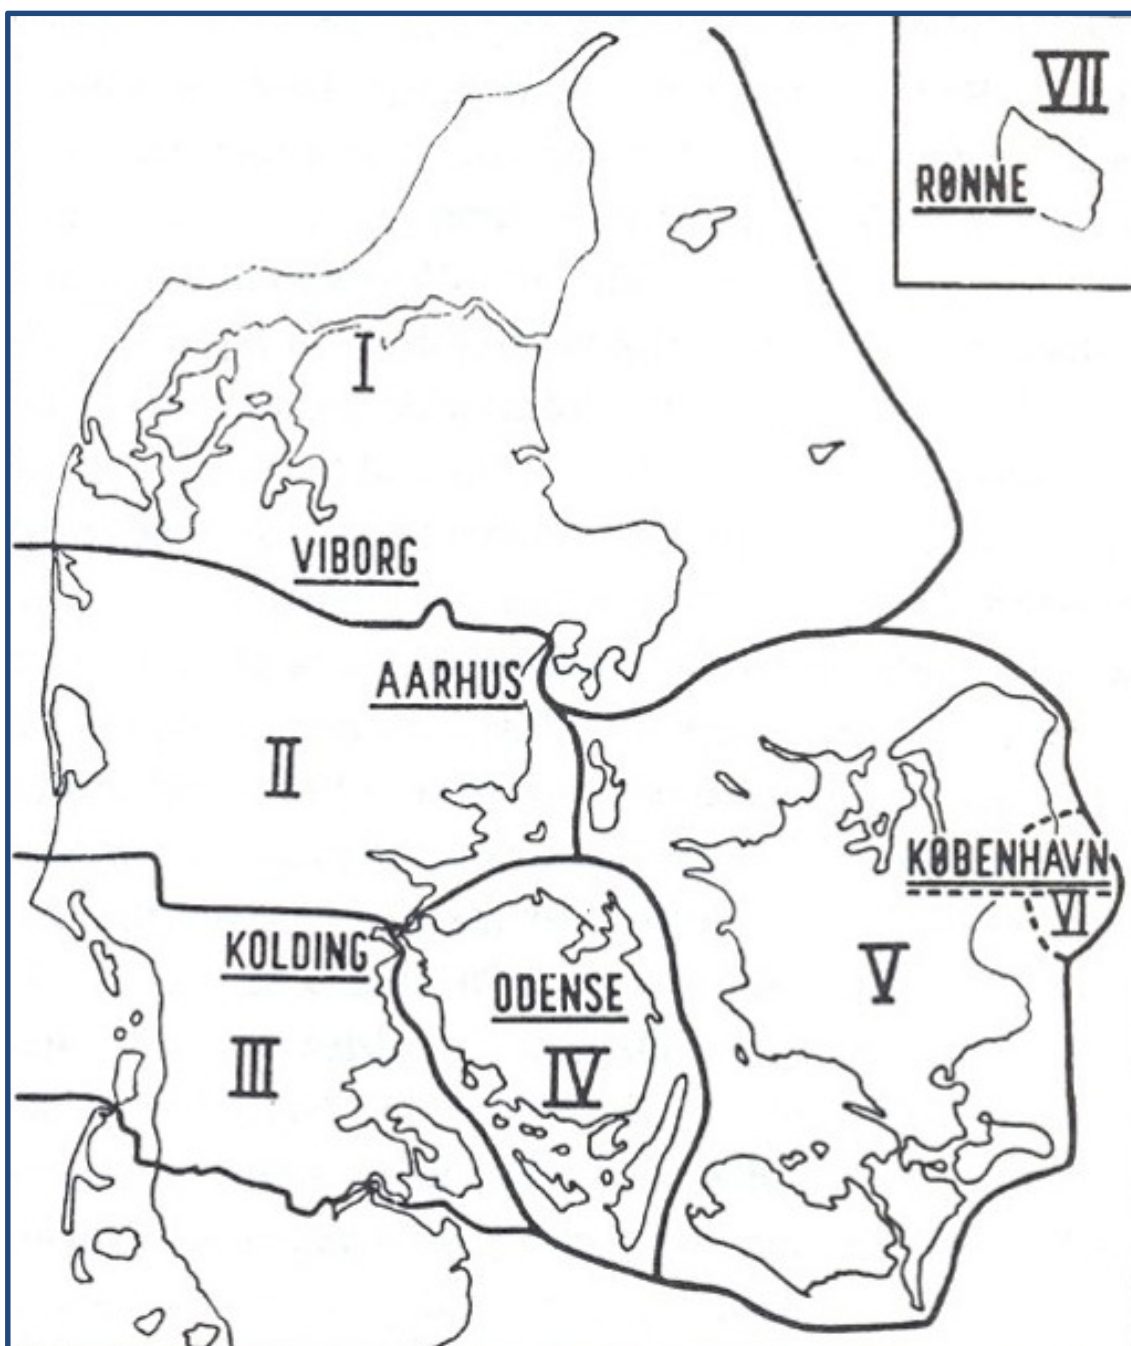 VII
RØNNE
I
VIBORG
AARHUS
II
KØBENHAVN
VI
KOLDING
ODENSE
V
III
IV